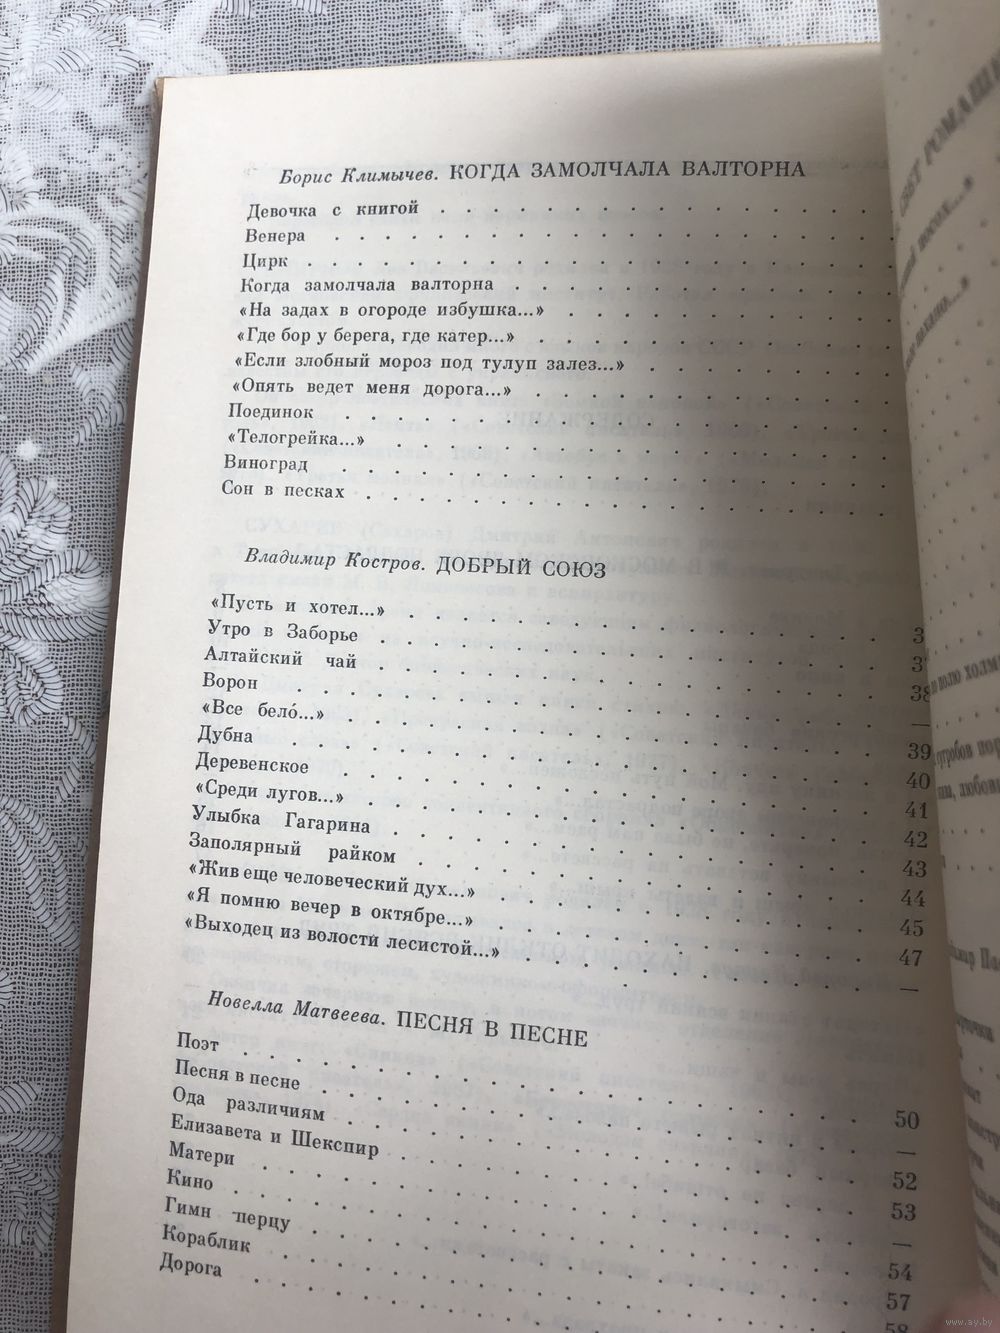 Борис Климычев. КОГДА ЗАМОЛЧАЛА ВАЛТОРНА
Девочка с книгой
Венера
Цирк
Когда замолчала валторна
«На задах в огороде избушка...»
«Где бор у берега, где катер...»
«Если злобный мороз под тулуп залез...»
«Опять ведет меня дорога...»
Поединок
«Телогрейка...»
Виноград
Сон в песках
Владимир Костров. ДОБРЫЙ СОЮЗ
«Пусть и хотел...»
Утро в Заборье
Алтайский чай
Ворон
«Все бело́...»
Дубна
Деревенское
«Среди лугов...»
Улыбка Гагарина
Заполярный райком
«Жив еще человеческий дух...»
«Я помню вечер в октябре...»
«Выходец из волости лесистой...»
38
—
39
40
41
42
43
44
45
47
—
Новелла Матвеева. ПЕСНЯ В ПЕСНЕ
Поэт
Песня в песне
Ода различиям
Елизавета и Шекспир
Матери
Кино
Гимн перцу
Кораблик
Дорога
50
—
52
53
—
54
57
58
www.ay.by